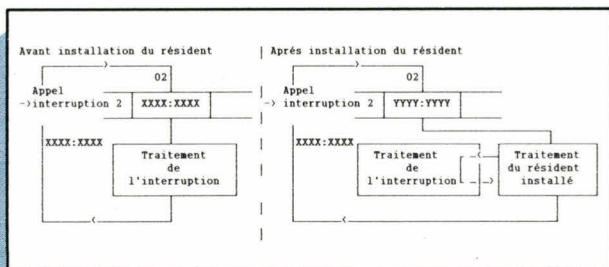 Avant installation du résident
02
Appel
->interruption 2 XXXX:XXXX
XXXX:XXXX
Traitement
de
l'interruption
Aprés installation du résident
02
Appel
-> interruption 2 YYYY:YYYY
XXXX:XXXX
Traitement
de
l'interruption
Traitement
du résident
installé